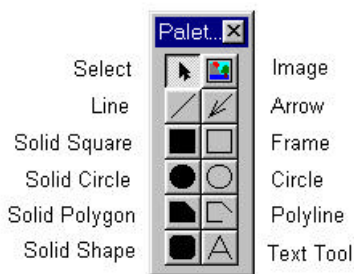 Palet...
Select Image
Line Arrow
Solid Square Frame
Solid Circle Circle
Solid Polygon Polyline
Solid Shape Text Tool